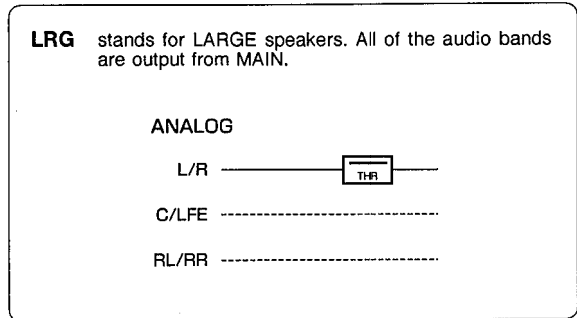 LRG stands for LARGE speakers. All of the audio bands
are output from MAIN.
ANALOG
L/R
THR
C/LFE
RL/RR